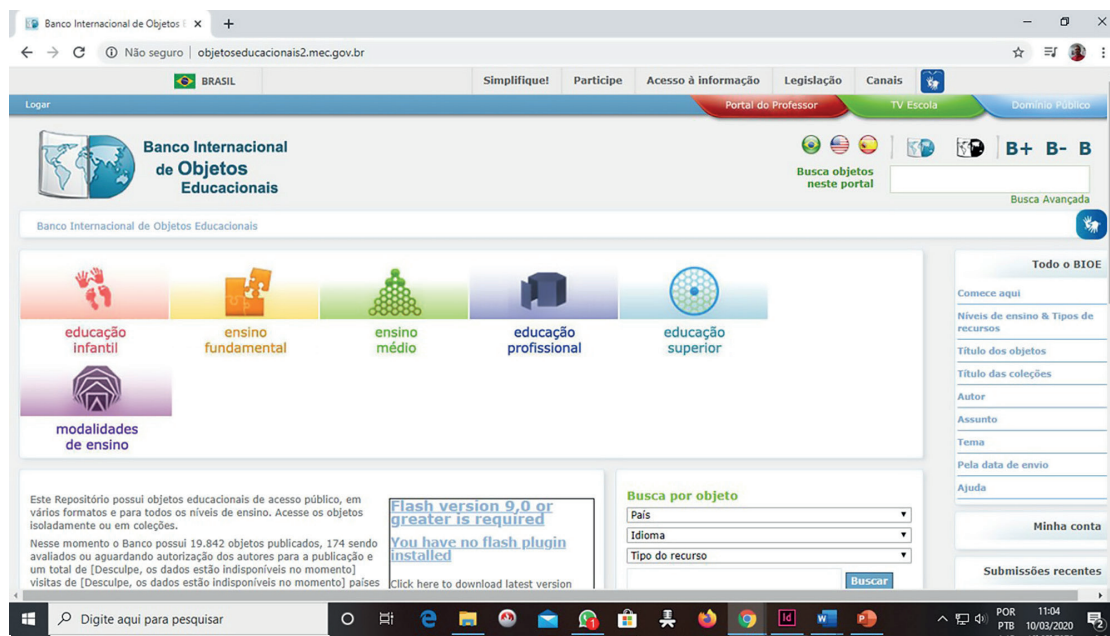 Banco Internacional de Objetos E
Não seguro | objetoseducacionais2.mec.gov.br
BRASIL
Simplifique! Participe Acesso à informação Legislação Canais
Logar
Portal do Professor TV Escola Domínio Público
Banco Internacional
de Objetos
Educacionais
B+ B- B
Busca objetos
neste portal
Busca Avançada
Banco Internacional de Objetos Educacionais
educação
infantil
ensino
fundamental
ensino
médio
educação
profissional
educação
superior
modalidades
de ensino
Todo o BIOE
Comece aqui
Níveis de ensino & Tipos de
recursos
Título dos objetos
Título das coleções
Autor
Assunto
Tema
Pela data de envio
Ajuda
Minha conta
Submissões recentes
Este Repositório possui objetos educacionais de acesso público, em
vários formatos e para todos os níveis de ensino. Acesse os objetos
isoladamente ou em coleções.
Nesse momento o Banco possui 19.842 objetos publicados, 174 sendo
avaliados ou aguardando autorização dos autores para a publicação e
um total de [Desculpe, os dados estão indisponíveis no momento]
visitas de [Desculpe, os dados estão indisponíveis no momento] países
Flash version 9,0 or
greater is required
You have no flash plugin
installed
Click here to download latest version
Busca por objeto
País
Idioma
Tipo do recurso
Buscar
Digite aqui para pesquisar
POR
PTB
11:04
10/03/2020